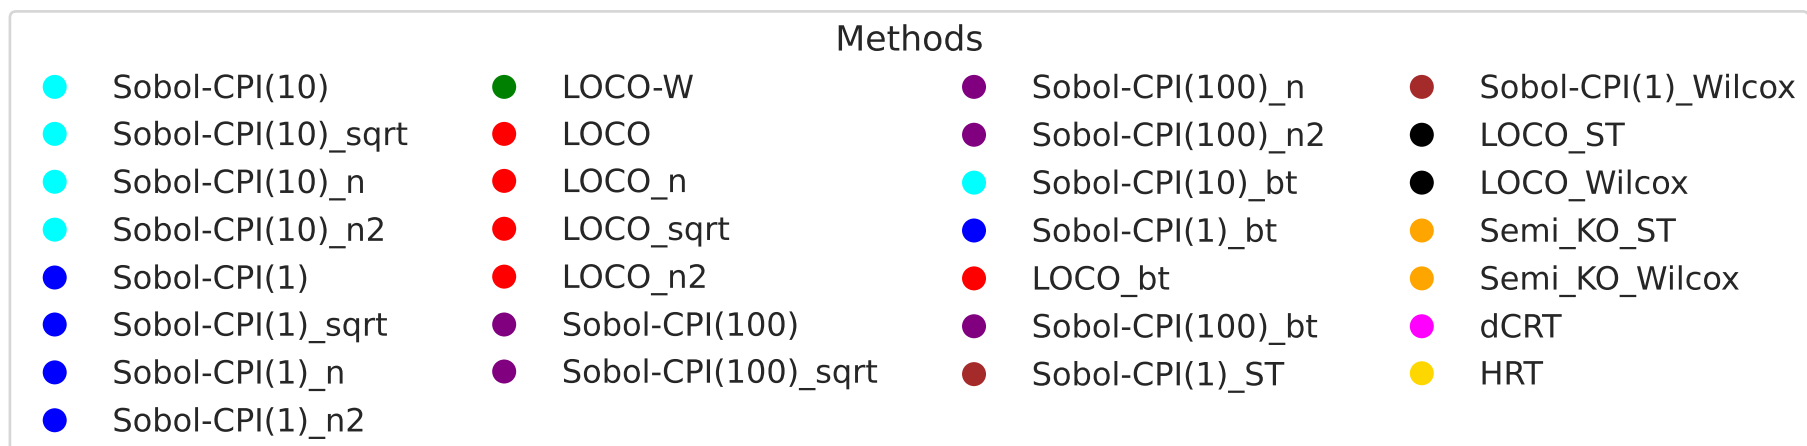 Methods
Sobol-CPI(10)
Sobol-CPI(10)_sqrt
Sobol-CPI(10)_n
Sobol-CPI(10)_n2
Sobol-CPI(1)
Sobol-CPI(1)_sqrt
Sobol-CPI(1)_n
Sobol-CPI(1)_n2
LOCO-W
LOCO
LOCO_n
LOCO_sqrt
LOCO_n2
Sobol-CPI(100)
Sobol-CPI(100)_sqrt
Sobol-CPI(100)_n
Sobol-CPI(100)_n2
Sobol-CPI(10)_bt
Sobol-CPI(1)_bt
LOCO_bt
Sobol-CPI(100)_bt
Sobol-CPI(1)_ST
Sobol-CPI(1)_Wilcox
LOCO_ST
LOCO_Wilcox
Semi_KO_ST
Semi_KO_Wilcox
dCRT
HRT